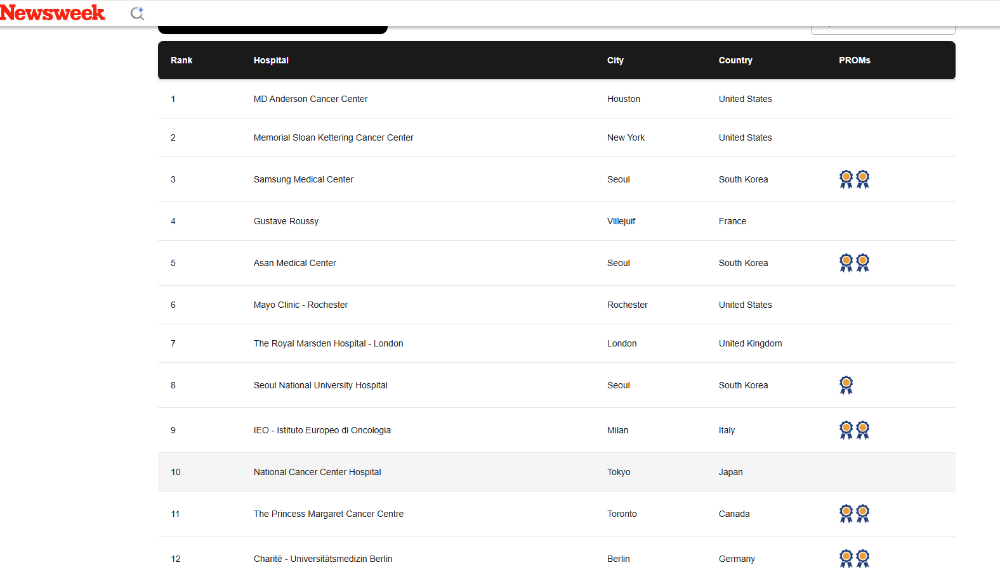 Newsweek
Rank Hospital City Country PROMs
1 MD Anderson Cancer Center Houston United States
2 Memorial Sloan Kettering Cancer Center New York United States
3 Samsung Medical Center Seoul South Korea
4 Gustave Roussy Villejuif France
5 Asan Medical Center Seoul South Korea
6 Mayo Clinic - Rochester Rochester United States
7 The Royal Marsden Hospital - London London United Kingdom
8 Seoul National University Hospital Seoul South Korea
9 IEO - Istituto Europeo di Oncologia Milan Italy
10 National Cancer Center Hospital Tokyo Japan
11 The Princess Margaret Cancer Centre Toronto Canada
12 Charité - Universitätsmedizin Berlin Berlin Germany